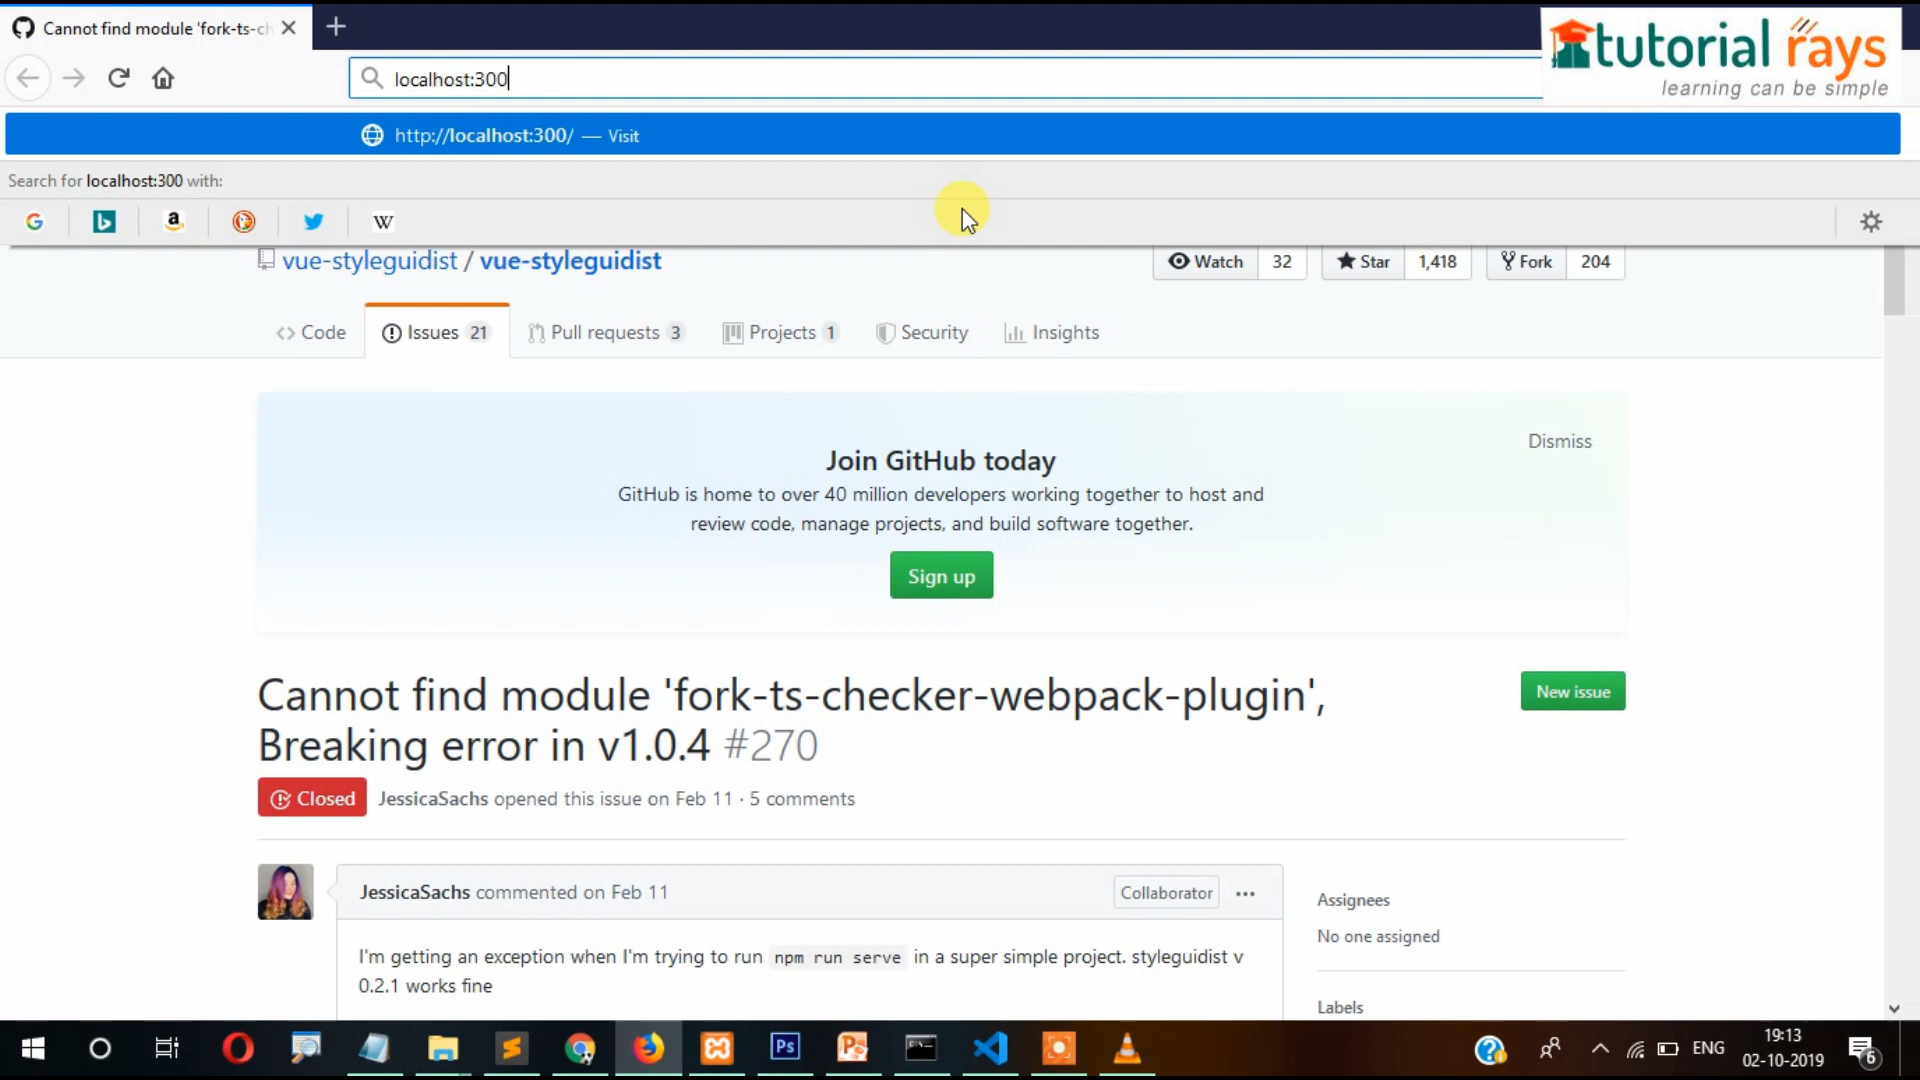 Cannot find module 'fork-ts-ch
localhost:300
tutorial rays
learning can be simple
http://localhost:300/ — Visit
Search for localhost:300 with:
vue-styleguidist / vue-styleguidist
Watch 32 Star 1,418 Fork 204
Code Issues 21 Pull requests 3 Projects 1 Security Insights
Dismiss
Join GitHub today
GitHub is home to over 40 million developers working together to host and
review code, manage projects, and build software together.
Sign up
Cannot find module 'fork-ts-checker-webpack-plugin',
Breaking error in v1.0.4 #270
New issue
Closed JessicaSachs opened this issue on Feb 11 · 5 comments
JessicaSachs commented on Feb 11
Collaborator
I'm getting an exception when I'm trying to run npm run serve in a super simple project. styleguidist v
0.2.1 works fine
Assignees
No one assigned
Labels
ENG
19:13
02-10-2019
6